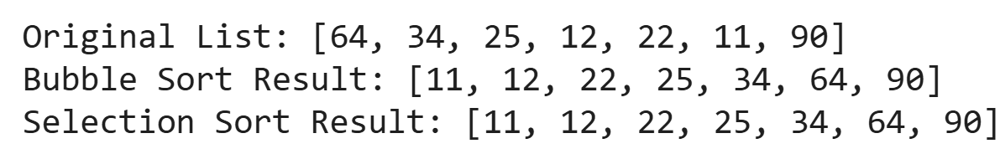 Original List: [64, 34, 25, 12, 22, 11, 90]
Bubble Sort Result: [11, 12, 22, 25, 34, 64, 90]
Selection Sort Result: [11, 12, 22, 25, 34, 64, 90]